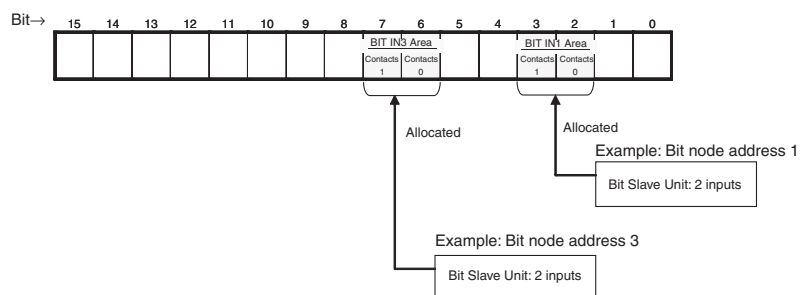 Bit→ 15 14 13 12 11 10 9 8 7 6 5 4 3 2 1 0
BIT IN3 Area BIT IN1 Area
Contacts Contacts Contacts Contacts
1 0 1 0
Allocated Allocated
Example: Bit node address 1
Bit Slave Unit: 2 inputs
Example: Bit node address 3
Bit Slave Unit: 2 inputs